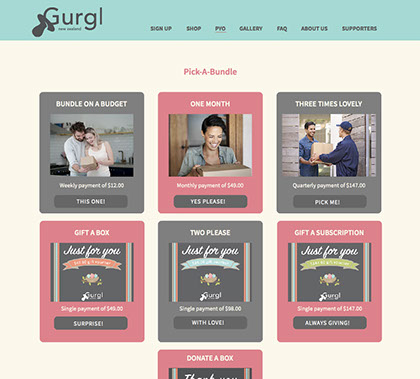 Gurgl
new zealand
SIGN UP SHOP PYO GALLERY FAQ ABOUT US SUPPORTERS
Pick-A-Bundle
BUNDLE ON A BUDGET
Weekly payment of $12.00
THIS ONE!
ONE MONTH
Monthly payment of $49.00
YES PLEASE!
THREE TIMES LOVELY
Quarterly payment of $147.00
PICK ME!
GIFT A BOX
Just for you
Gurgl
Single payment of $49.00
SURPRISE!
TWO PLEASE
Just for you
Gurgl
Single payment of $98.00
WITH LOVE!
GIFT A SUBSCRIPTION
Just for you
Gurgl
Single payment of $147.00
ALWAYS GIVING!
DONATE A BOX
Thank you